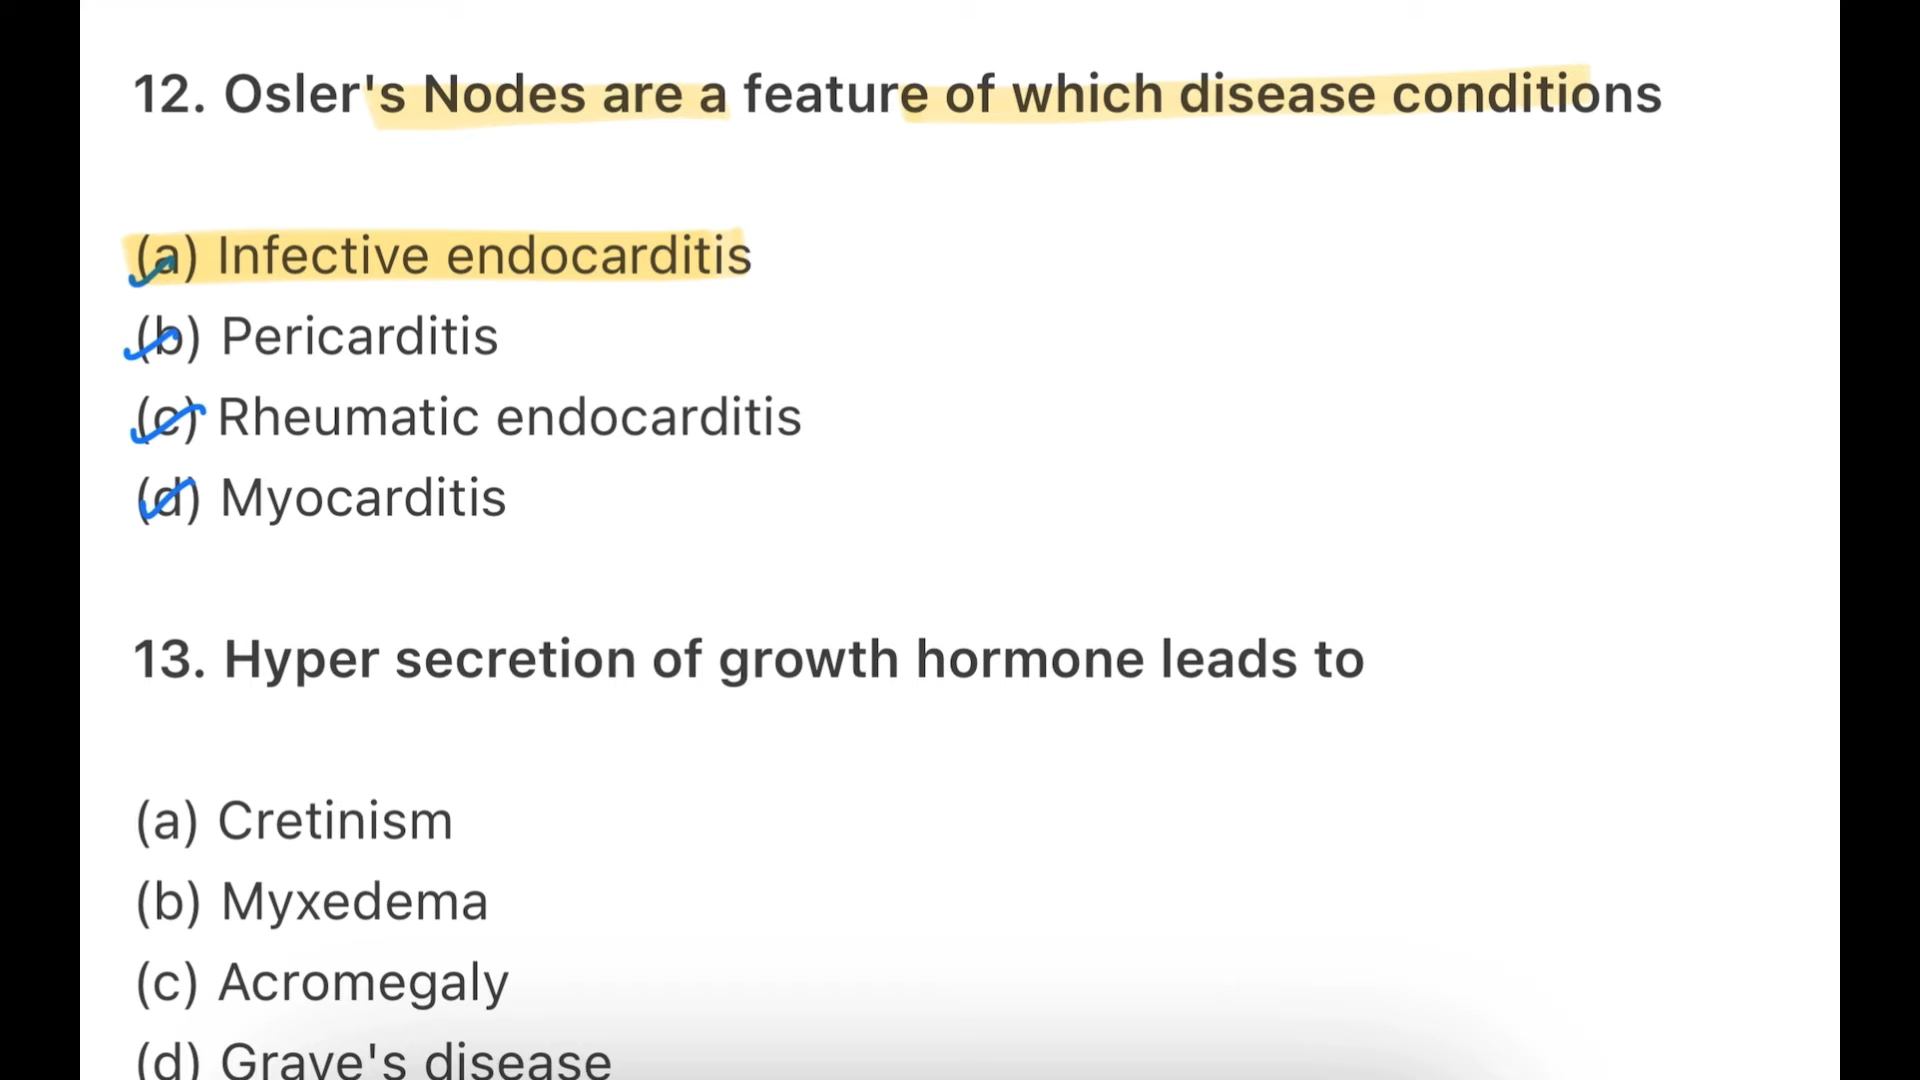 12. Osler's Nodes are a feature of which disease conditions
(a) Infective endocarditis
(b) Pericarditis
(c) Rheumatic endocarditis
(d) Myocarditis
13. Hyper secretion of growth hormone leads to
(a) Cretinism
(b) Myxedema
(c) Acromegaly
(d) Grave's disease